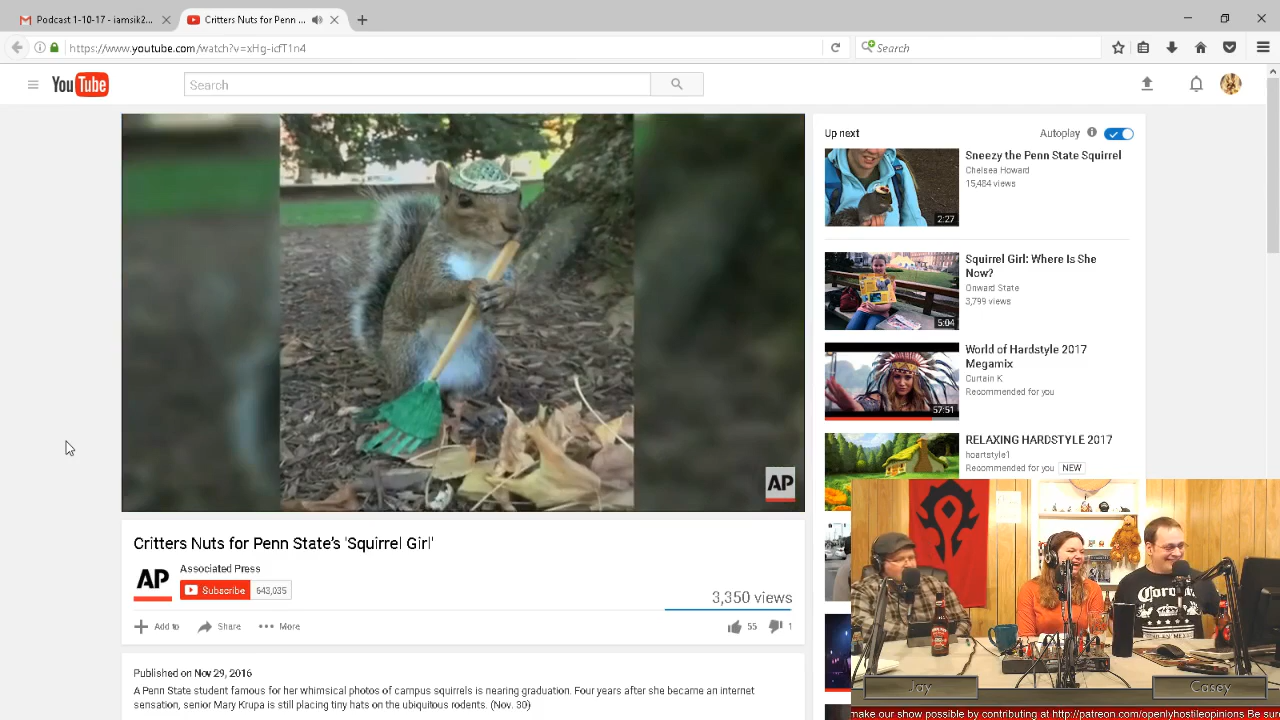 Podcast 1-10-17 - iamsik2...
Critters Nuts for Penn ...
https://www.youtube.com/watch?v=xHg-icfT1n4
Search
YouTube
Search
AP
Critters Nuts for Penn State's 'Squirrel Girl'
AP
Associated Press
Subscribe 643,035
3,350 views
Add to Share More 55 1
Published on Nov 29, 2016
A Penn State student famous for her whimsical photos of campus squirrels is nearing graduation. Four years after she became an internet
sensation, senior Mary Krupa is still placing tiny hats on the ubiquitous rodents. (Nov. 30)
Up next Autoplay
Sneezy the Penn State Squirrel
Chelsea Howard
15,484 views
2:27
Squirrel Girl: Where Is She
Now?
Onward State
3,799 views
5:04
World of Hardstyle 2017
Megamix
Curtain K
Recommended for you
57:51
RELAXING HARDSTYLE 2017
heartstyle1
Recommended for you NEW
Corona
Jay Casey
make our show possible by contributing at http://patreon.com/openlyhostileopinions Be sur